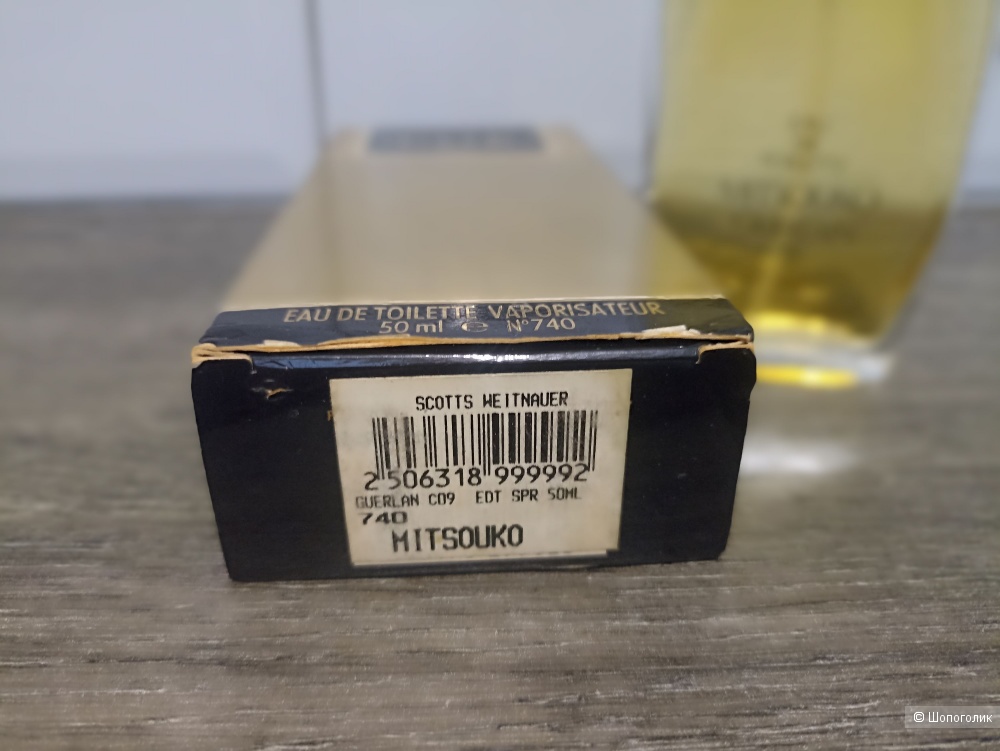 EAU DE TOILETTE VAPORISATEUR
50 ml e N°740
SCOTTS WEITNAUER
2 506318 999992
GUERLAN C09 EDT SPR 50ML
740
MITSOUKO
© Шопоголик